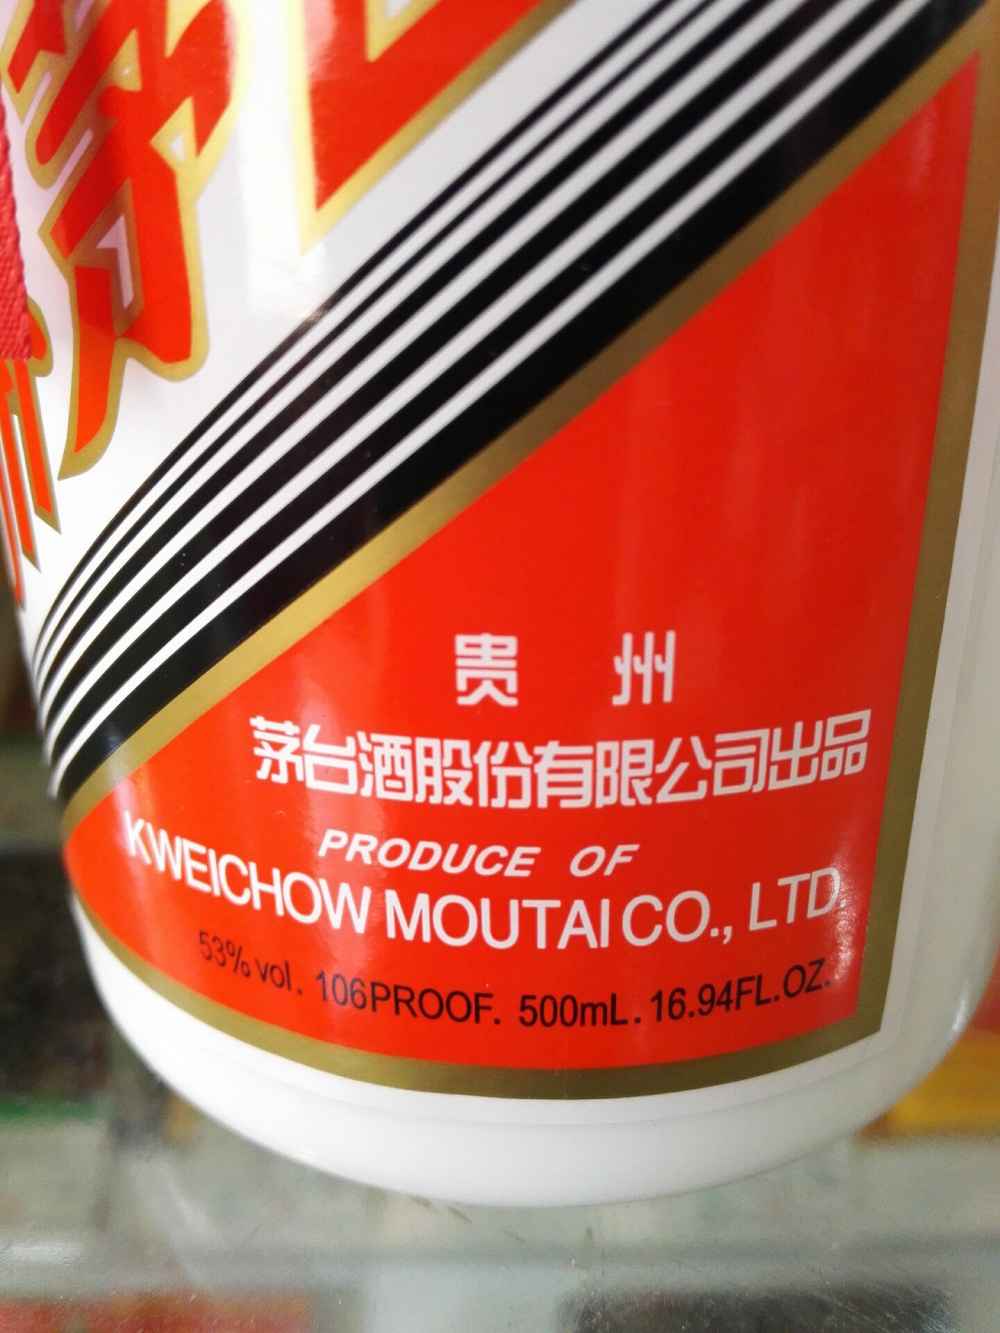 茅
贵 州
茅台酒股份有限公司出品
PRODUCE OF
KWEICHOW MOUTAI CO., LTD.
53% vol. 106PROOF. 500mL. 16.94FL.OZ.